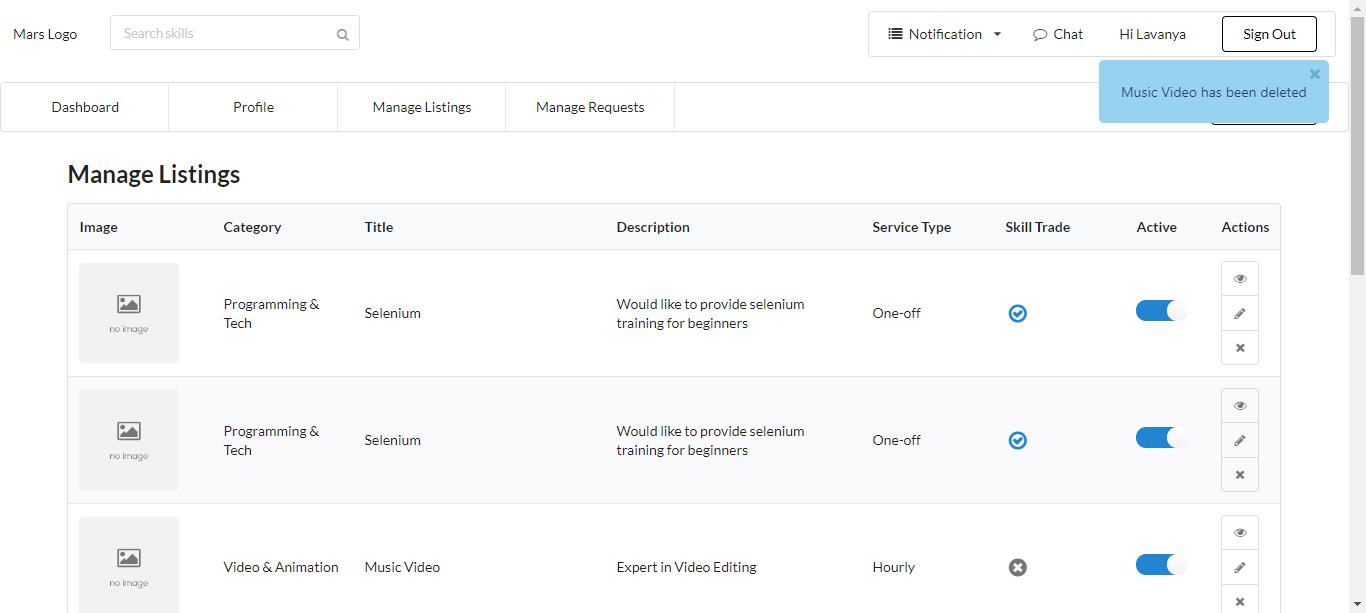 Mars Logo
Search skills
Notification
Chat
Hi Lavanya
Sign Out
Music Video has been deleted
Dashboard
Profile
Manage Listings
Manage Requests
Manage Listings
Image Category Title Description Service Type Skill Trade Active Actions
no image
Programming &
Tech
Selenium
Would like to provide selenium
training for beginners
One-off
no image
Programming &
Tech
Selenium
Would like to provide selenium
training for beginners
One-off
no image
Video & Animation
Music Video
Expert in Video Editing
Hourly